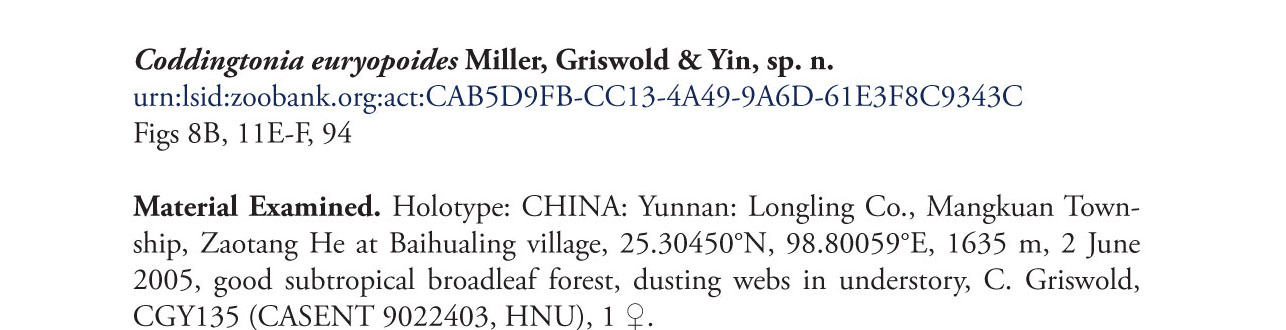 Coddingtonia euryopoides Miller, Griswold & Yin, sp. n.
urn:lsid:zoobank.org:act:CAB5D9FB-CC13-4A49-9A6D-61E3F8C9343C
Figs 8B, 11E-F, 94
Material Examined. Holotype: CHINA: Yunnan: Longling Co., Mangkuan Town-
ship, Zaotang He at Baihualing village, 25.30450°N, 98.80059°E, 1635 m, 2 June
2005, good subtropical broadleaf forest, dusting webs in understory, C. Griswold,
CGY135 (CASENT 9022403, HNU), 1 ♀.